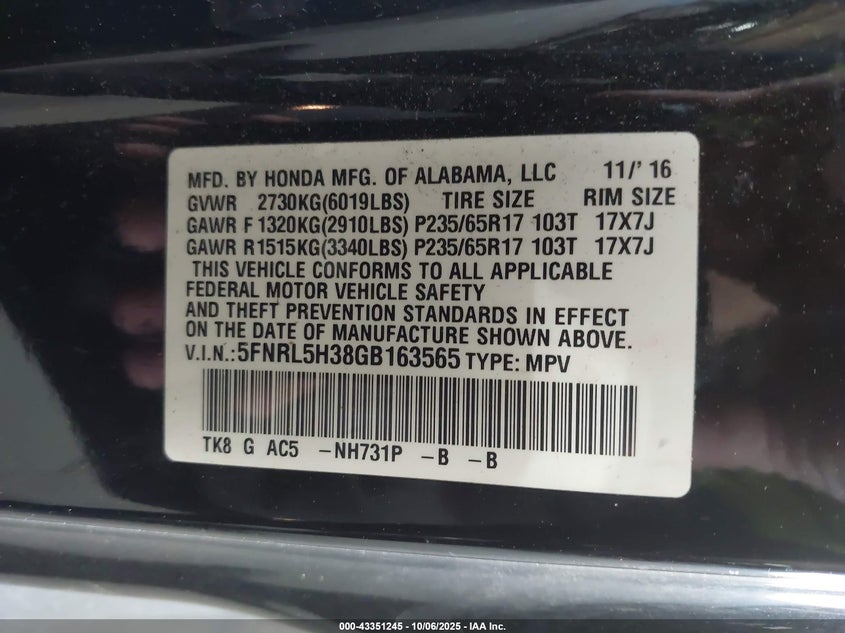 MFD. BY HONDA MFG. OF ALABAMA, LLC 11/' 16
GVWR 2730KG(6019LBS) TIRE SIZE RIM SIZE
GAWR F 1320KG(2910LBS) P235/65R17 103T 17X7J
GAWR R1515KG(3340LBS) P235/65R17 103T 17X7J
THIS VEHICLE CONFORMS TO ALL APPLICABLE
FEDERAL MOTOR VEHICLE SAFETY
AND THEFT PREVENTION STANDARDS IN EFFECT
ON THE DATE OF MANUFACTURE SHOWN ABOVE.
V.I.N.:5FNRL5H38GB163565 TYPE: MPV
TK8 G AC5 -NH731P -B -B
000-43351245 - 10/06/2025 - IAA Inc.